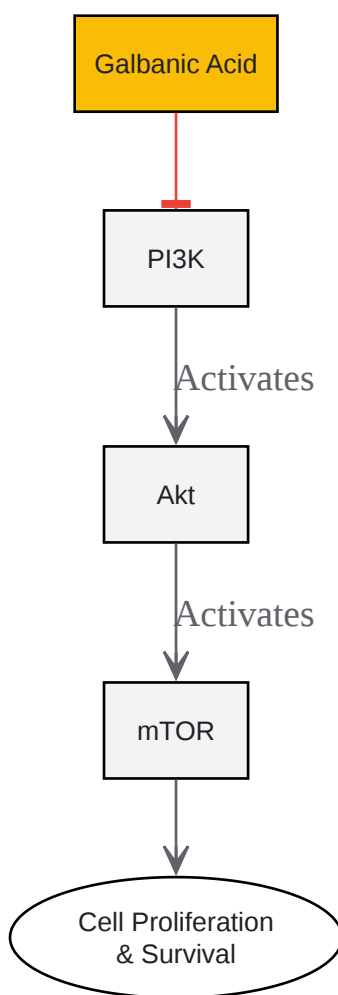 Galbanic Acid
PI3K
Activates
Akt
Activates
mTOR
Cell Proliferation
& Survival